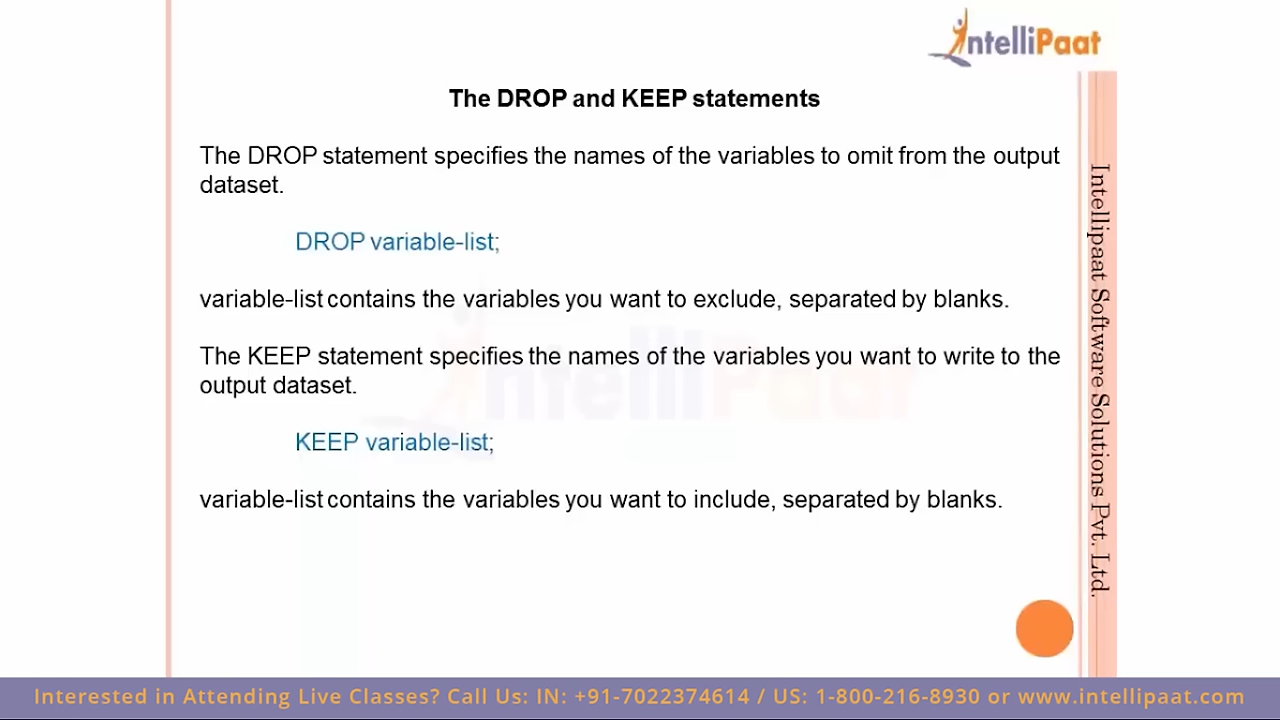 IntelliPaat
The DROP and KEEP statements
The DROP statement specifies the names of the variables to omit from the output
dataset.
DROP variable-list;
variable-list contains the variables you want to exclude, separated by blanks.
The KEEP statement specifies the names of the variables you want to write to the
output dataset.
KEEP variable-list;
variable-list contains the variables you want to include, separated by blanks.
IntelliPaat
Intellipaat Software Solutions Pvt. Ltd.
Interested in Attending Live Classes? Call Us: IN: +91-7022374614 / US: 1-800-216-8930 or www.intellipaat.com